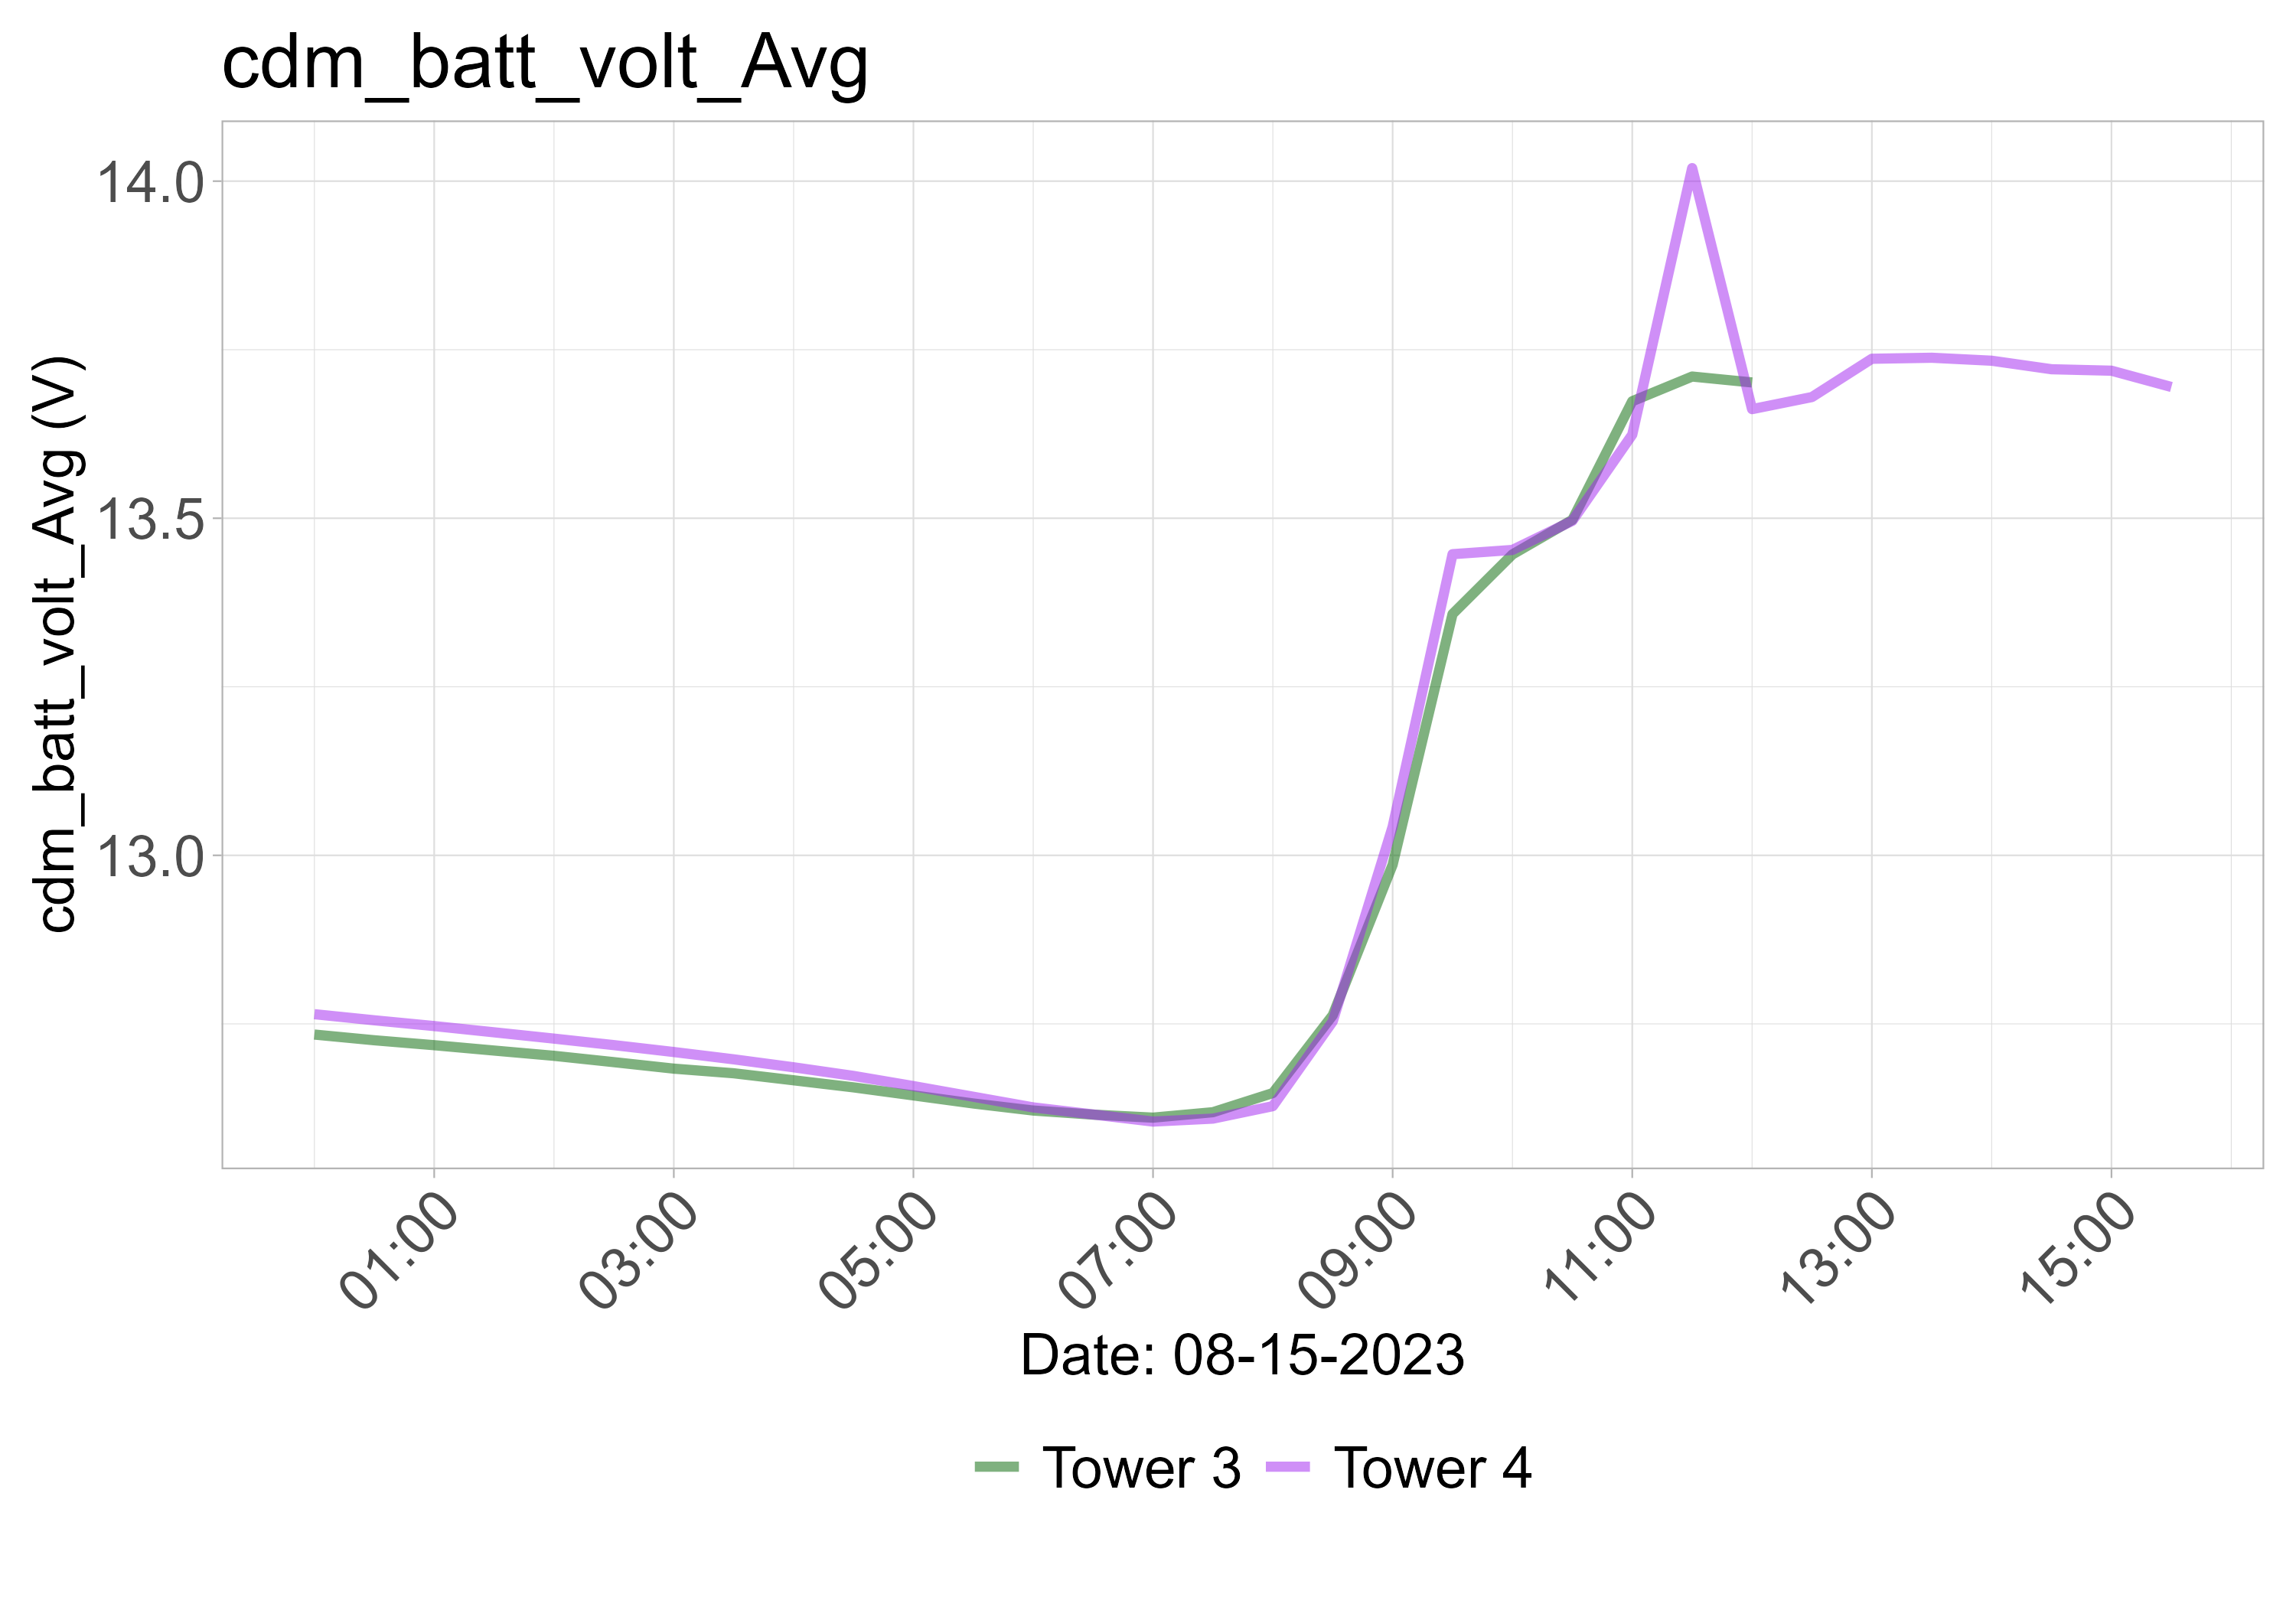 cdm_batt_volt_Avg
cdm_batt_volt_Avg (V)
14.0
13.5
13.0
01:00
03:00
05:00
07:00
09:00
11:00
13:00
15:00
Date: 08-15-2023
Tower 3
Tower 4